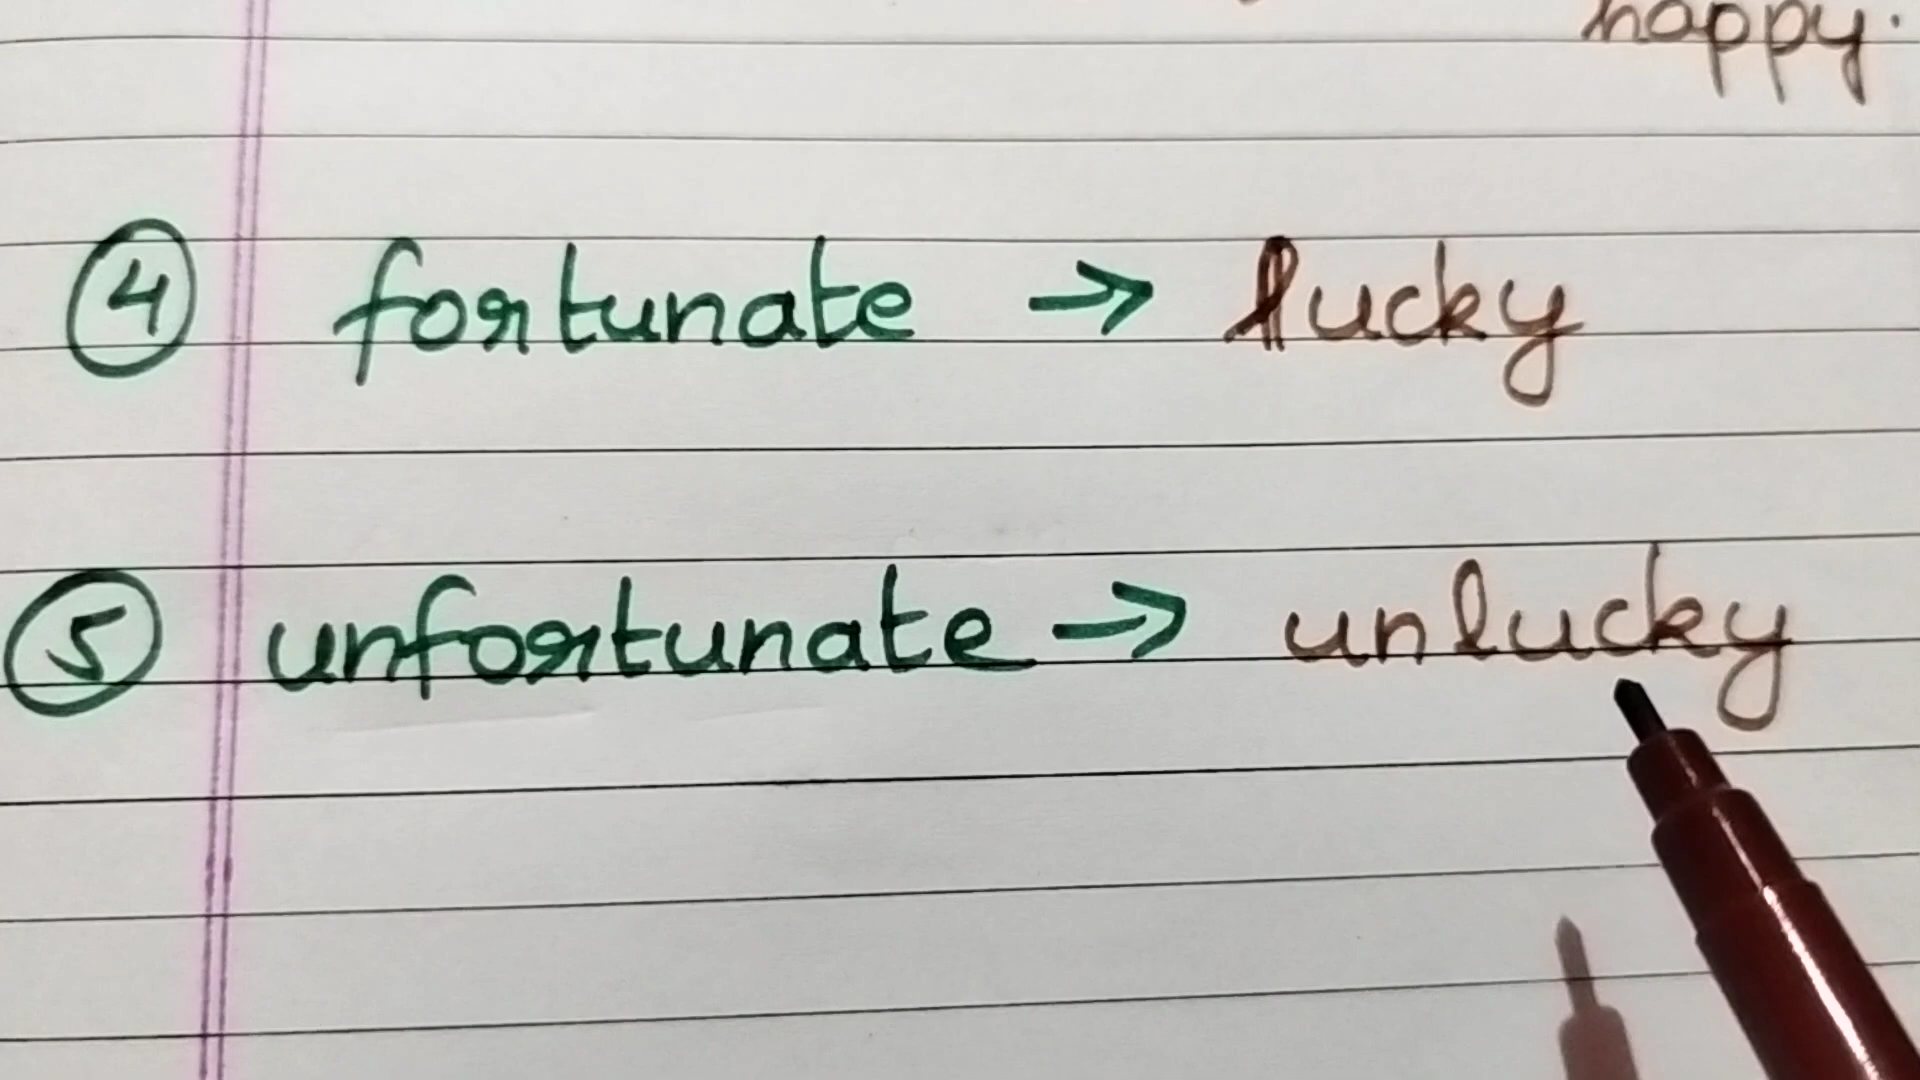 happy.
④ fortunate → lucky
⑤ unfortunate → unlucky